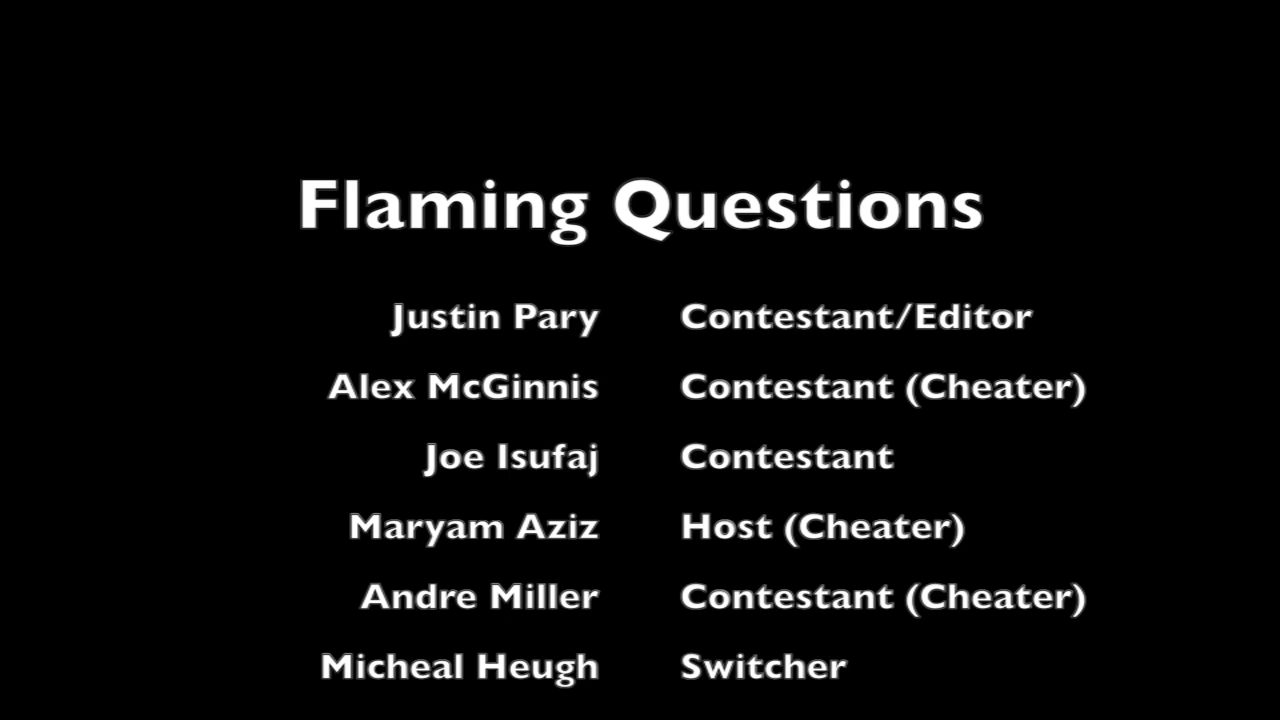 Flaming Questions
Justin Pary Contestant/Editor
Alex McGinnis Contestant (Cheater)
Joe Isufaj Contestant
Maryam Aziz Host (Cheater)
Andre Miller Contestant (Cheater)
Micheal Heugh Switcher